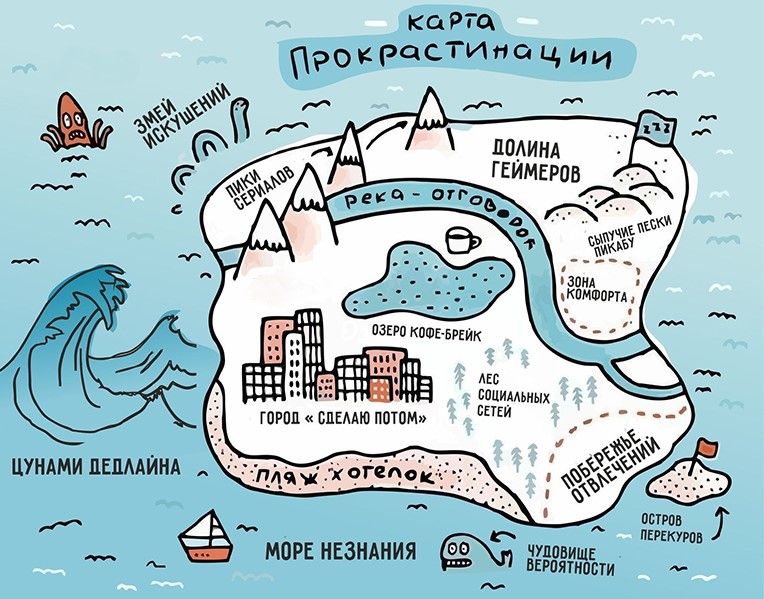 карта
Прокрастинации
ЗМЕЙ
ИСКУШЕНИЙ
ПИКИ
СЕРИАЛОВ
ДОЛИНА
ГЕЙМЕРОВ
zzz
река-отговорок
СЫПУЧИЕ ПЕСКИ
ПИКАБУ
ЗОНА
КОМФОРТА
ОЗЕРО КОФЕ-БРЕЙК
ЛЕС
СОЦИАЛЬНЫХ
СЕТЕЙ
ГОРОД « СДЕЛАЮ ПОТОМ»
ЦУНАМИ ДЕДЛАЙНА
пляж хотелок
ПОБЕРЕЖЬЕ
ОТВЛЕЧЕНИЙ
ОСТРОВ
ПЕРЕКУРОВ
МОРЕ НЕЗНАНИЯ
ЧУДОВИЩЕ
ВЕРОЯТНОСТИ